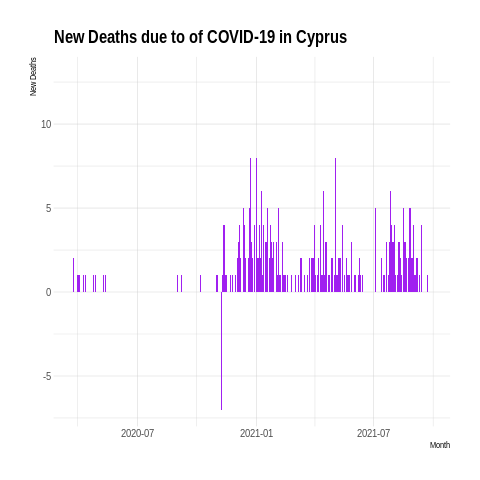 New Deaths due to of COVID-19 in Cyprus
New Deaths
10
5
0
-5
2020-07
2021-01
2021-07
Month